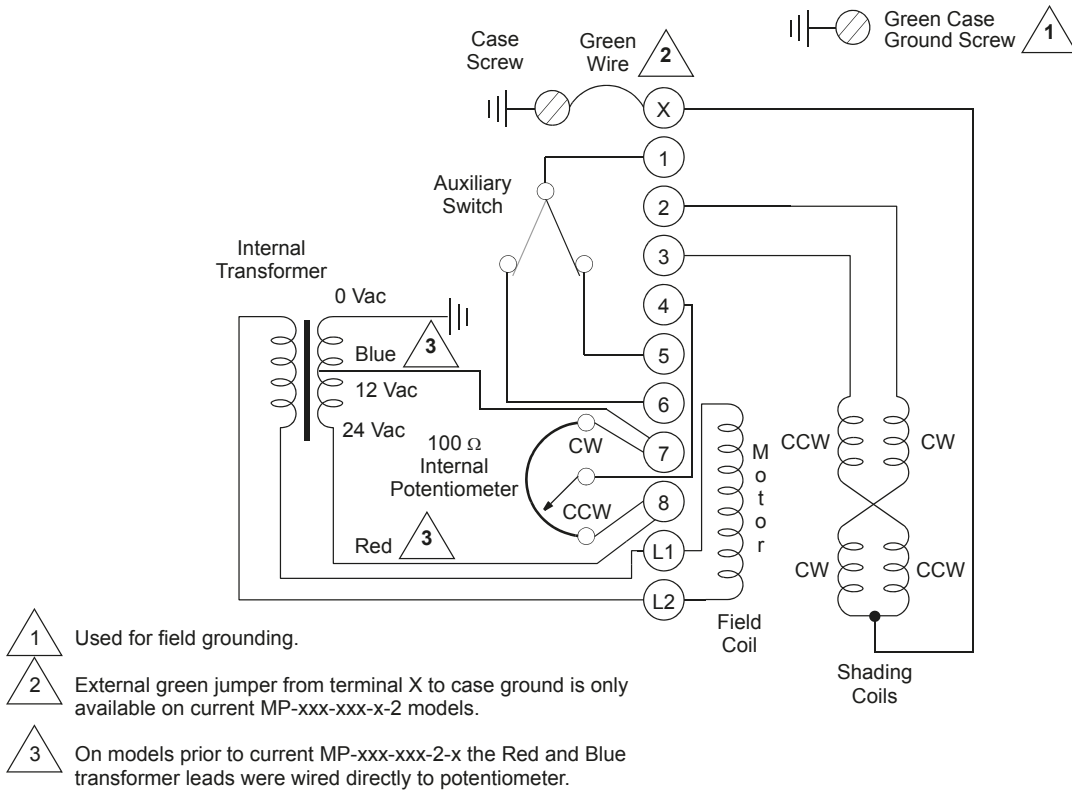 Green Case
Ground Screw
1
Case
Screw
Green
Wire
2
X
1
Auxiliary
Switch
2
3
Internal
Transformer
0 Vac
4
Blue
3
5
12 Vac
6
24 Vac
100 Ω
Internal
Potentiometer
CW
7
CCW
8
Motor
CCW
CW
Red
3
L1
CW
CCW
L2
Field
Coil
Shading
Coils
1
Used for field grounding.
2
External green jumper from terminal X to case ground is only
available on current MP-xxx-xxx-x-2 models.
3
On models prior to current MP-xxx-xxx-2-x the Red and Blue
transformer leads were wired directly to potentiometer.